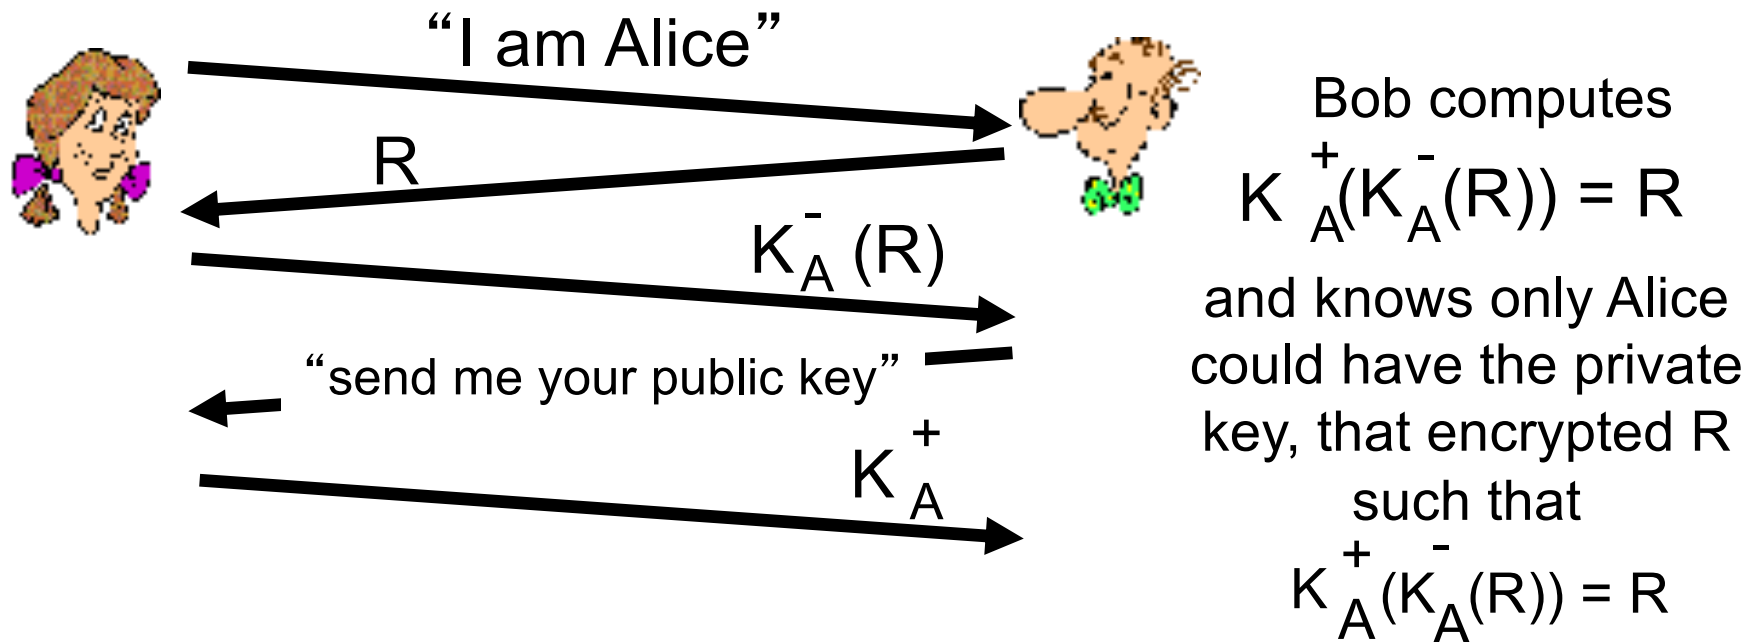 “I am Alice”
R
K_A^- (R)
“send me your public key”
K_A^+
Bob computes
K_A^+(K_A^-(R)) = R
and knows only Alice
could have the private
key, that encrypted R
such that
K_A^+(K_A^-(R)) = R